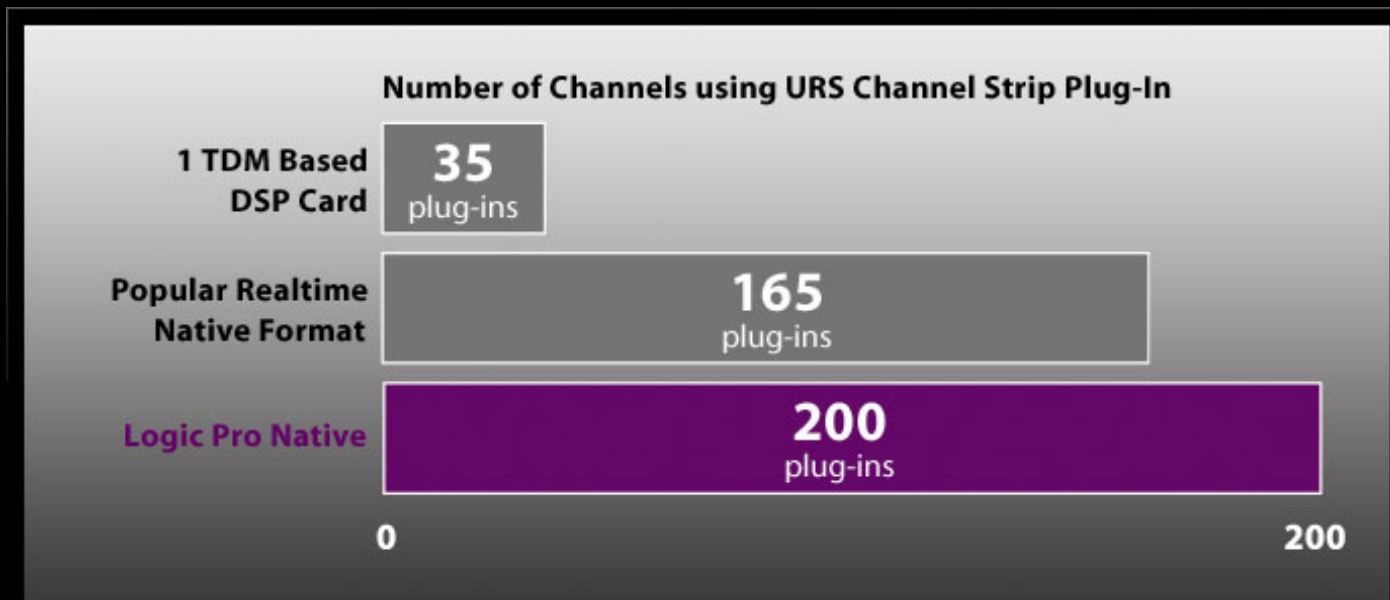 Number of Channels using URS Channel Strip Plug-In
1 TDM Based
DSP Card
35
plug-ins
Popular Realtime
Native Format
165
plug-ins
Logic Pro Native
200
plug-ins
0
200